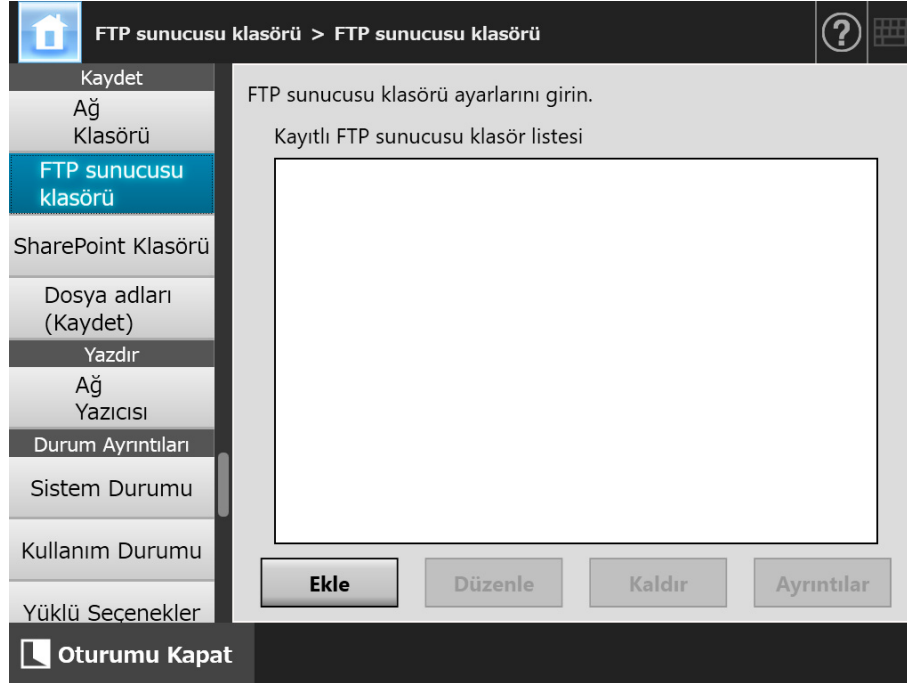 FTP sunucusu klasörü > FTP sunucusu klasörü
?
Kaydet
Ağ
Klasörü
FTP sunucusu
klasörü
SharePoint Klasörü
Dosya adları
(Kaydet)
Yazdır
Ağ
Yazıcısı
Durum Ayrıntıları
Sistem Durumu
Kullanım Durumu
Yüklü Seçenekler
FTP sunucusu klasörü ayarlarını girin.
Kayıtlı FTP sunucusu klasör listesi
Ekle
Düzenle
Kaldır
Ayrıntılar
Oturumu Kapat